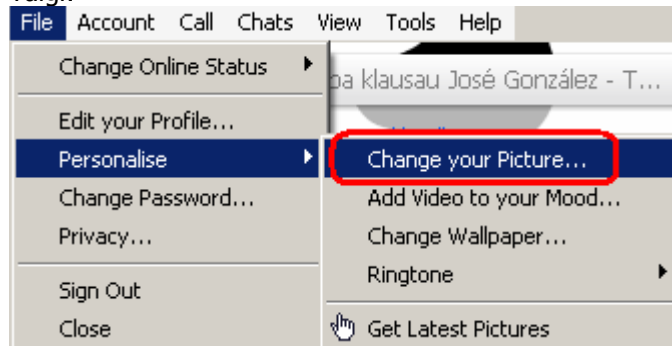 File Account Call Chats View Tools Help
Change Online Status
klausau José González - T...
Edit your Profile...
Personalise
Change your Picture...
Change Password...
Add Video to your Mood...
Privacy...
Change Wallpaper...
Ringtone
Sign Out
Close
Get Latest Pictures